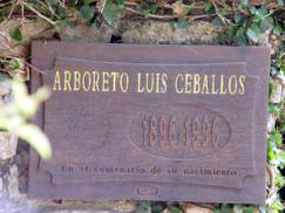 ARBORETO LUIS CEBALLOS
1896-1996
En el centenario de su nacimiento